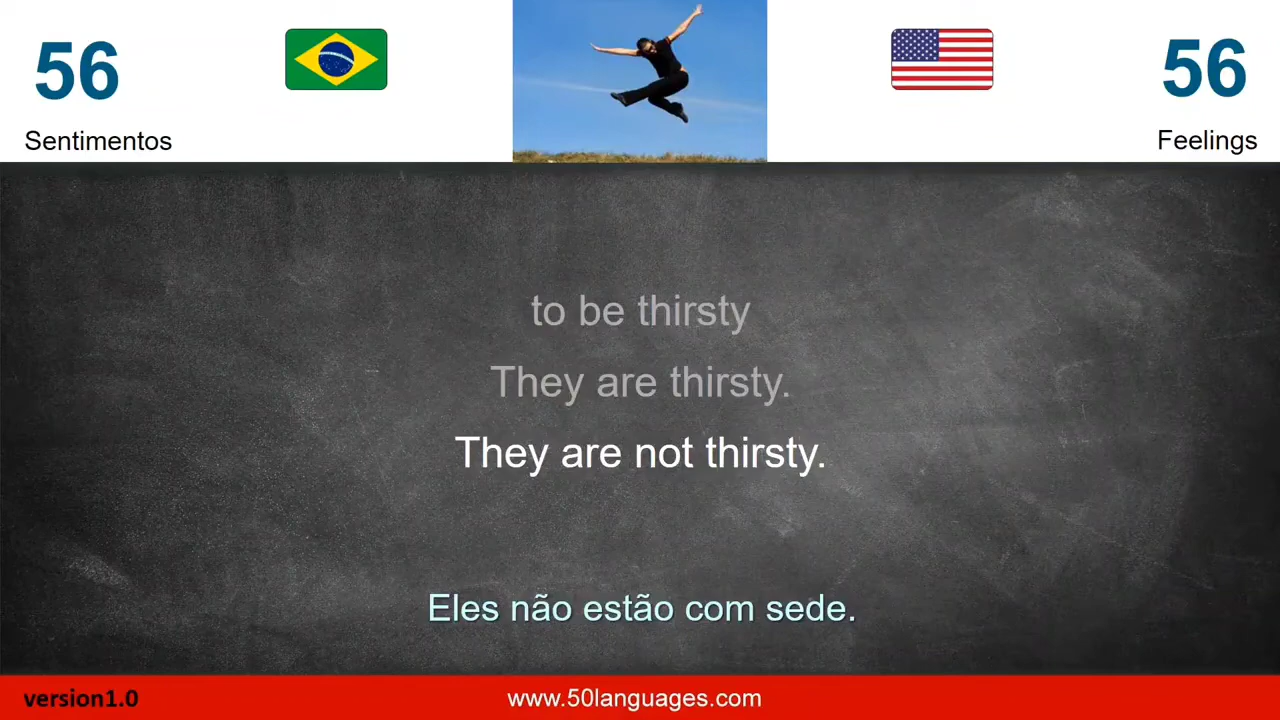 56
56
Sentimentos
Feelings
to be thirsty
They are thirsty.
They are not thirsty.
Eles não estão com sede.
version1.0
www.50languages.com